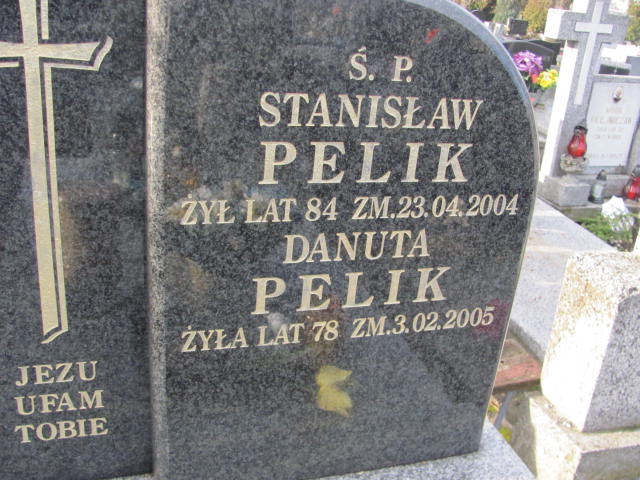 Ś. P.
STANISŁAW
PELIK
ŻYŁ LAT 84 ZM. 23.04.2004
DANUTA
PELIK
ŻYŁA LAT 78 ZM. 3.02.2005
JEZU
UFAM
TOBIE